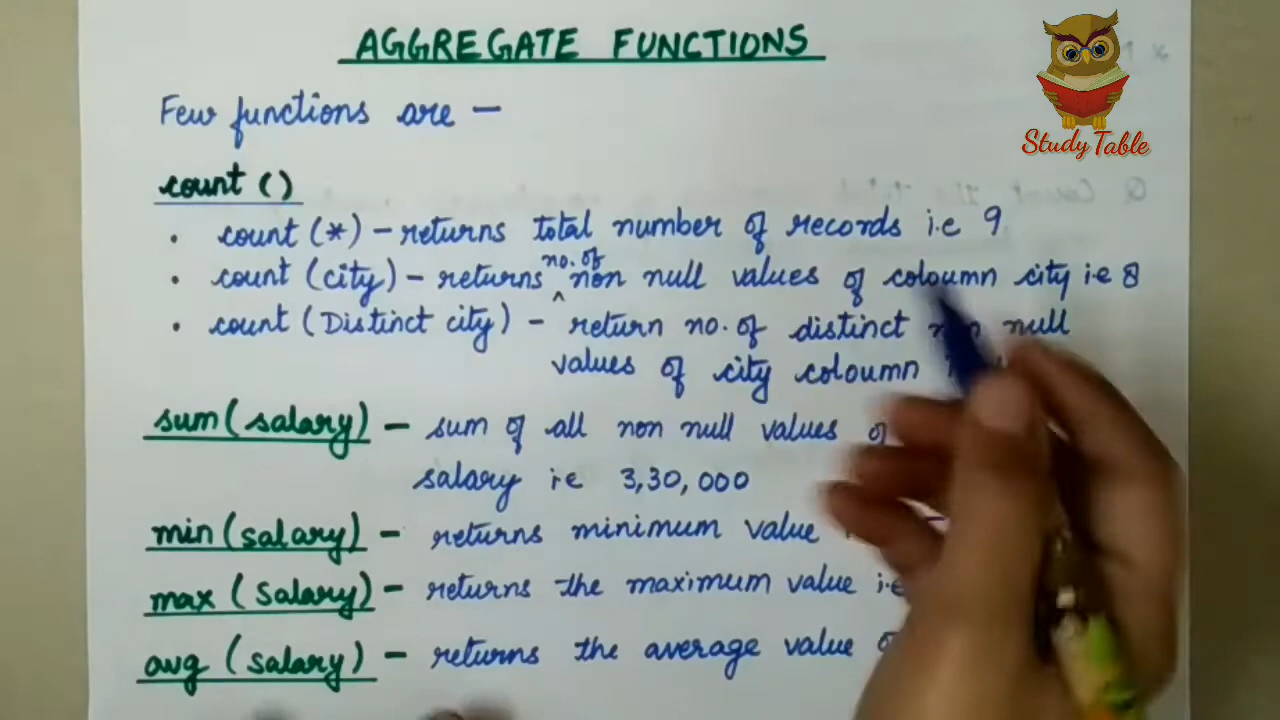 AGGREGATE FUNCTIONS
Study Table
Few functions are —
count ()
• count (*) – returns total number of records i.e 9
• count (city) – returns ^ no. of non null values of coloumn city i.e 8
• count (Distinct city) – return no. of distinct non null
values of city coloumn
sum (salary) – sum of all non null values of
salary i.e 3,30,000
min (salary) – returns minimum value
max (salary) – returns the maximum value i.e
avg (salary) – returns the average value